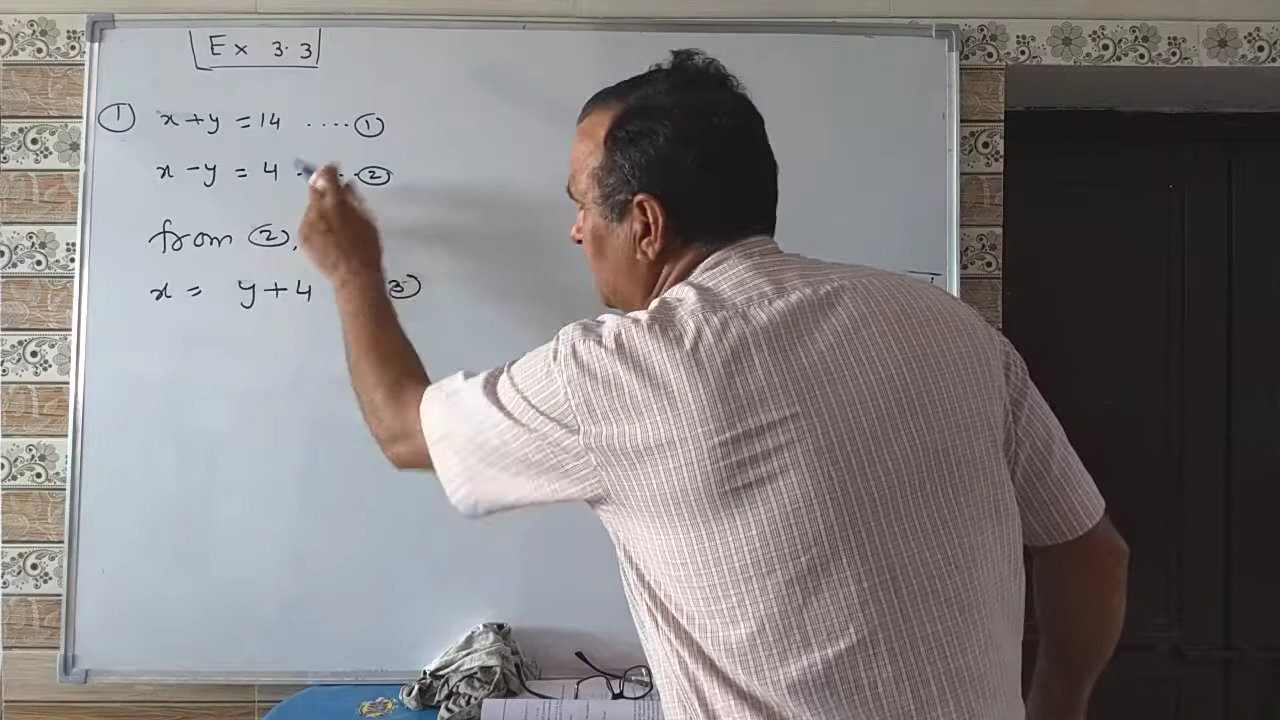 Ex 3.3
① x + y = 14 ....①
x - y = 4 ....②
from ②,
x = y + 4 ③